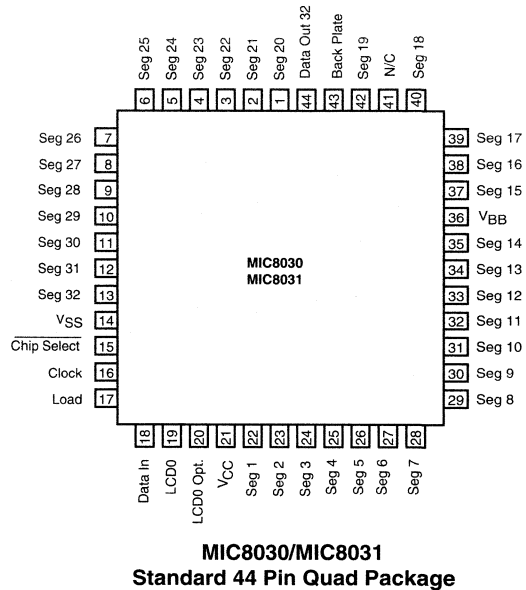 Seg 25
Seg 24
Seg 23
Seg 22
Seg 21
Seg 20
Data Out 32
Back Plate
Seg 19
N/C
Seg 18
6 5 4 3 2 1 44 43 42 41 40
Seg 26 7
Seg 27 8
Seg 28 9
Seg 29 10
Seg 30 11
Seg 31 12
Seg 32 13
VSS 14
Chip Select 15
Clock 16
Load 17
MIC8030
MIC8031
39 Seg 17
38 Seg 16
37 Seg 15
36 VBB
35 Seg 14
34 Seg 13
33 Seg 12
32 Seg 11
31 Seg 10
30 Seg 9
29 Seg 8
18 19 20 21 22 23 24 25 26 27 28
Data In
LCD0
LCD0 Opt.
VCC
Seg 1
Seg 2
Seg 3
Seg 4
Seg 5
Seg 6
Seg 7
MIC8030/MIC8031
Standard 44 Pin Quad Package